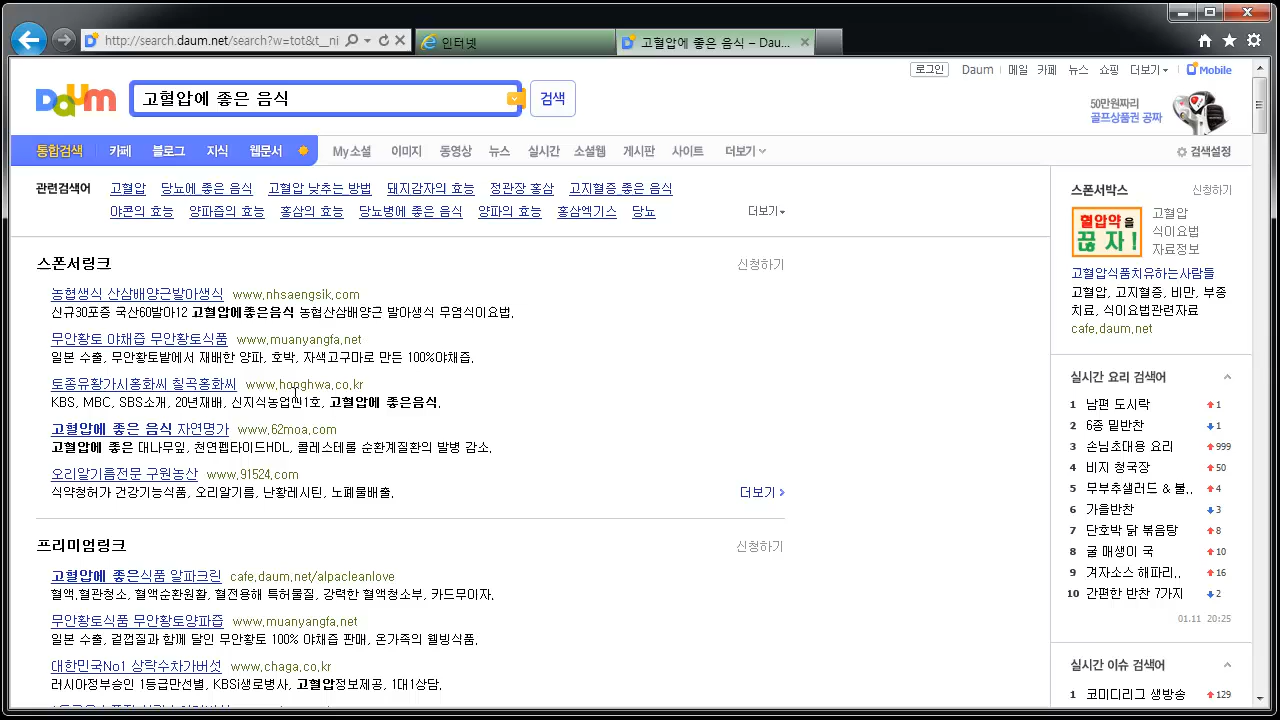 http://search.daum.net/search?w=tot&t__ni
인터넷
고혈압에 좋은 음식 – Dau...
로그인 Daum 메일 카페 뉴스 쇼핑 더보기 Mobile
Daum
고혈압에 좋은 음식
검색
50만원짜리
골프상품권 공짜
통합검색 카페 블로그 지식 웹문서 My소셜 이미지 동영상 뉴스 실시간 소셜웹 게시판 사이트 더보기
검색설정
관련검색어 고혈압 당뇨에 좋은 음식 고혈압 낮추는 방법 돼지감자의 효능 정관장 홍삼 고지혈증 좋은 음식
야콘의 효능 양파즙의 효능 홍삼의 효능 당뇨병에 좋은 음식 양파의 효능 홍삼엑기스 당뇨 더보기
스폰서링크 신청하기
농협생식 산삼배양근발아생식 www.nhsaengsik.com
신규30포증 국산60발아12 고혈압에좋은음식 농협산삼배양근 발아생식 무염식이요법.
무안황토 야채즙 무안황토식품 www.muanyangfa.net
일본 수출, 무안황토밭에서 재배한 양파, 호박, 자색고구마로 만든 100%야채즙.
토종유황가시홍화씨 칠곡홍화씨 www.honghwa.co.kr
KBS, MBC, SBS소개, 20년재배, 신지식농업인1호, 고혈압에 좋은음식.
고혈압에 좋은 음식 자연명가 www.62moa.com
고혈압에 좋은 대나무잎, 천연펩타이드HDL, 콜레스테롤 순환계질환의 발병 감소.
오리알기름전문 구원농산 www.91524.com
식약청허가 건강기능식품, 오리알기름, 난황레시틴, 노폐물배출.
더보기
프리미엄링크 신청하기
고혈압에 좋은식품 알파크린 cafe.daum.net/alpacleanlove
혈액.혈관청소, 혈액순환원활, 혈전용해 특허물질, 강력한 혈액청소부, 카드무이자.
무안황토식품 무안황토양파즙 www.muanyangfa.net
일본 수출, 겉껍질과 함께 달인 무안황토 100% 야채즙 판매, 온가족의 웰빙식품.
대한민국No1 상락수차가버섯 www.chaga.co.kr
러시아정부승인 1등급만선별, KBS생로병사, 고혈압정보제공, 1대1상담.
스폰서박스 신청하기
혈압약을
끊자!
고혈압
식이요법
자료정보
고혈압식품치유하는사람들
고혈압, 고지혈증, 비만, 부종
치료, 식이요법관련자료
cafe.daum.net
실시간 요리 검색어
1 남편 도시락 1
2 6종 밑반찬 1
3 손님초대용 요리 999
4 비지 청국장 50
5 무부추샐러드 & 불.. 4
6 가을반찬 3
7 단호박 닭 볶음탕 8
8 굴 매생이 국 10
9 겨자소스 해파리.. 16
10 간편한 반찬 7가지 2
01.11 20:25
실시간 이슈 검색어
1 코미디리그 생방송 129